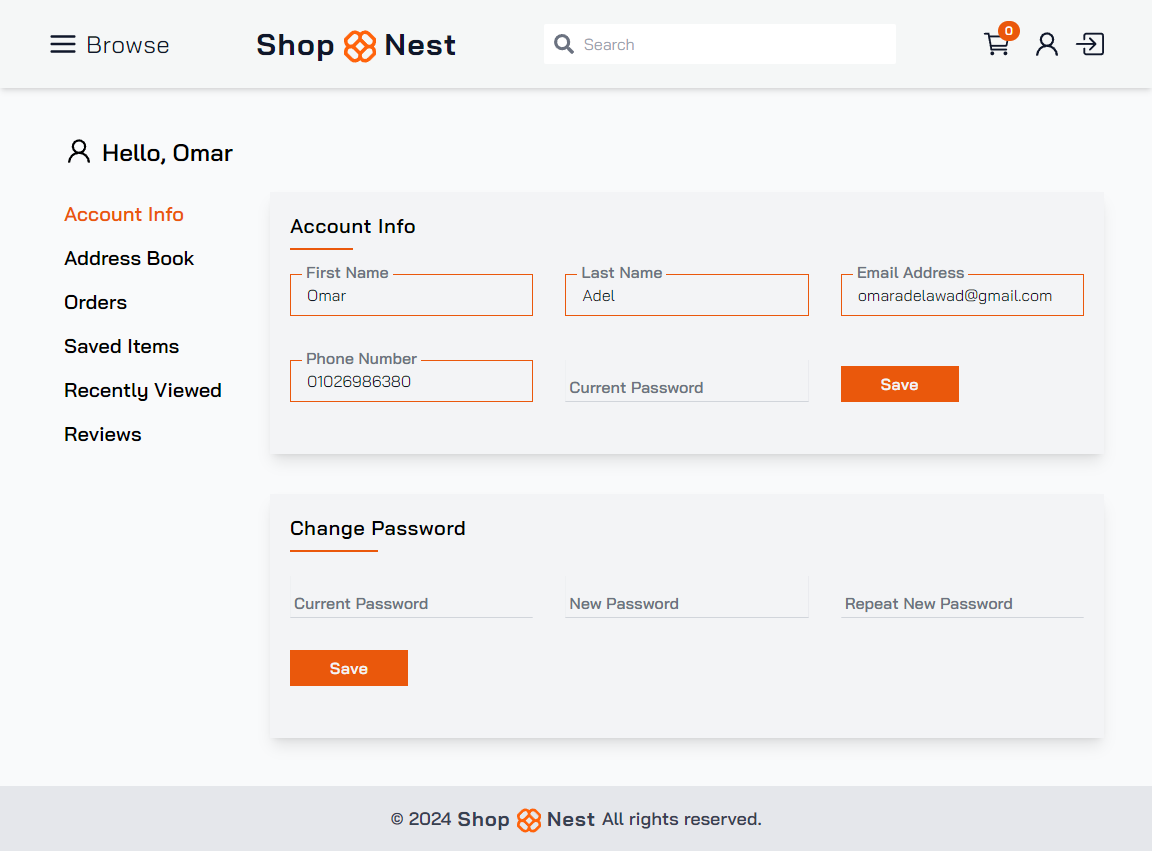 Browse
Shop Nest
Search
0
Hello, Omar
Account Info
Address Book
Orders
Saved Items
Recently Viewed
Reviews
Account Info
First Name
Omar
Last Name
Adel
Email Address
omaradelawad@gmail.com
Phone Number
01026986380
Current Password
Save
Change Password
Current Password
New Password
Repeat New Password
Save
© 2024 Shop Nest All rights reserved.